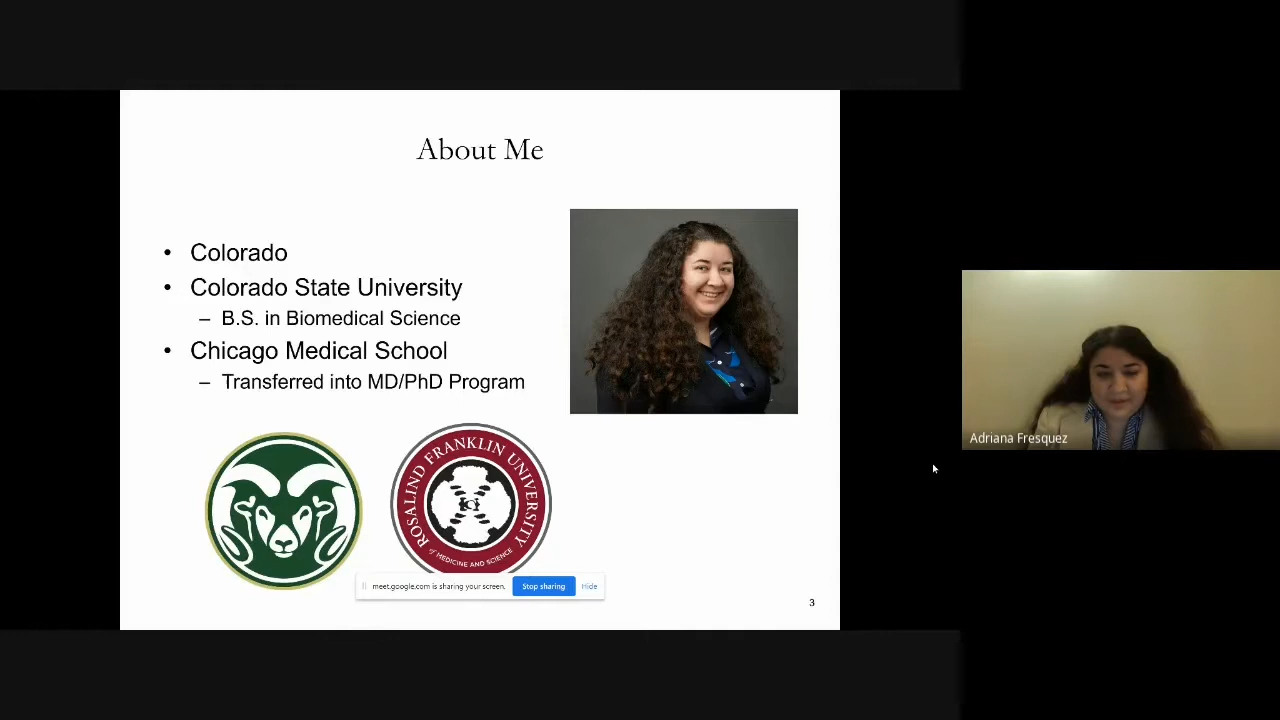 About Me
• Colorado
• Colorado State University
– B.S. in Biomedical Science
• Chicago Medical School
– Transferred into MD/PhD Program
ROSALIND FRANKLIN UNIVERSITY
of MEDICINE AND SCIENCE
meet.google.com is sharing your screen. Stop sharing Hide
3
Adriana Fresquez